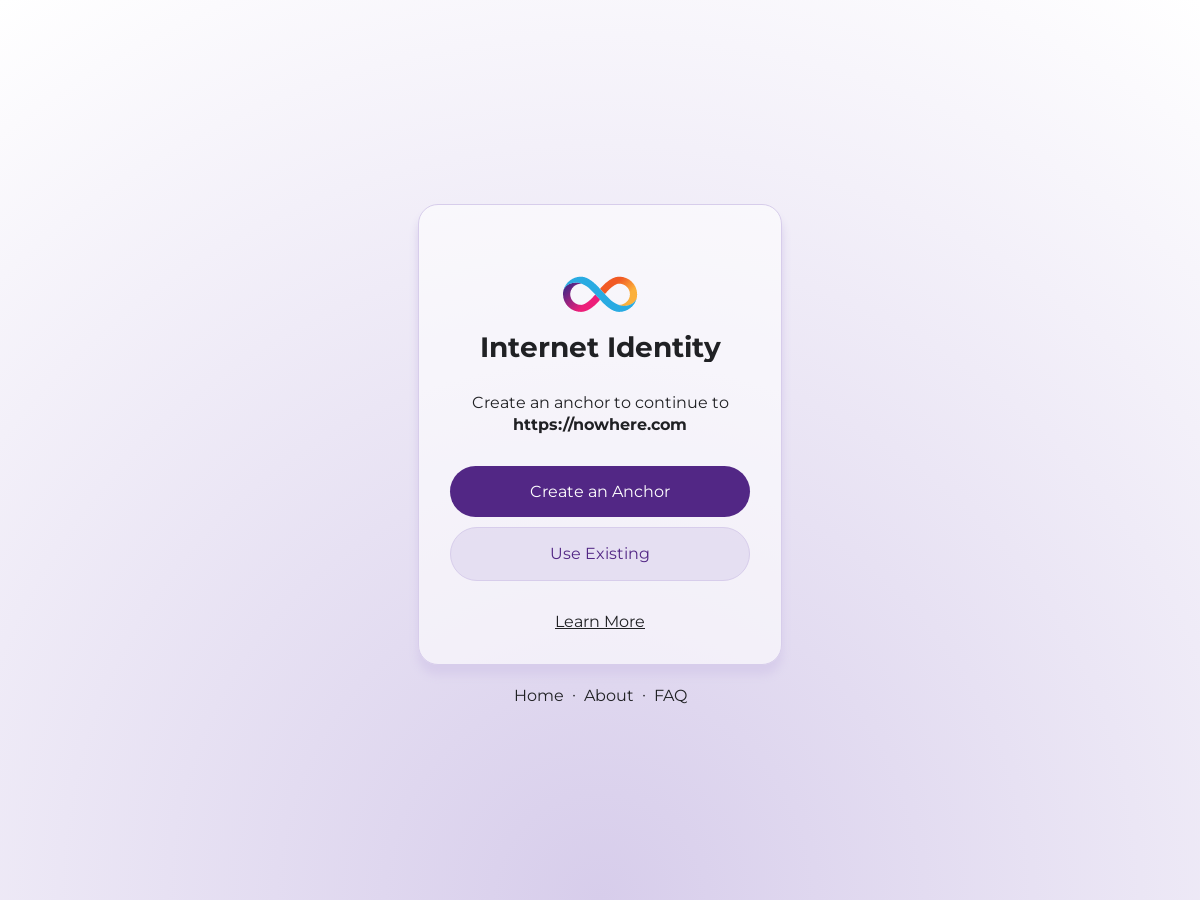 Internet Identity
Create an anchor to continue to
https://nowhere.com
Create an Anchor
Use Existing
Learn More
Home · About · FAQ